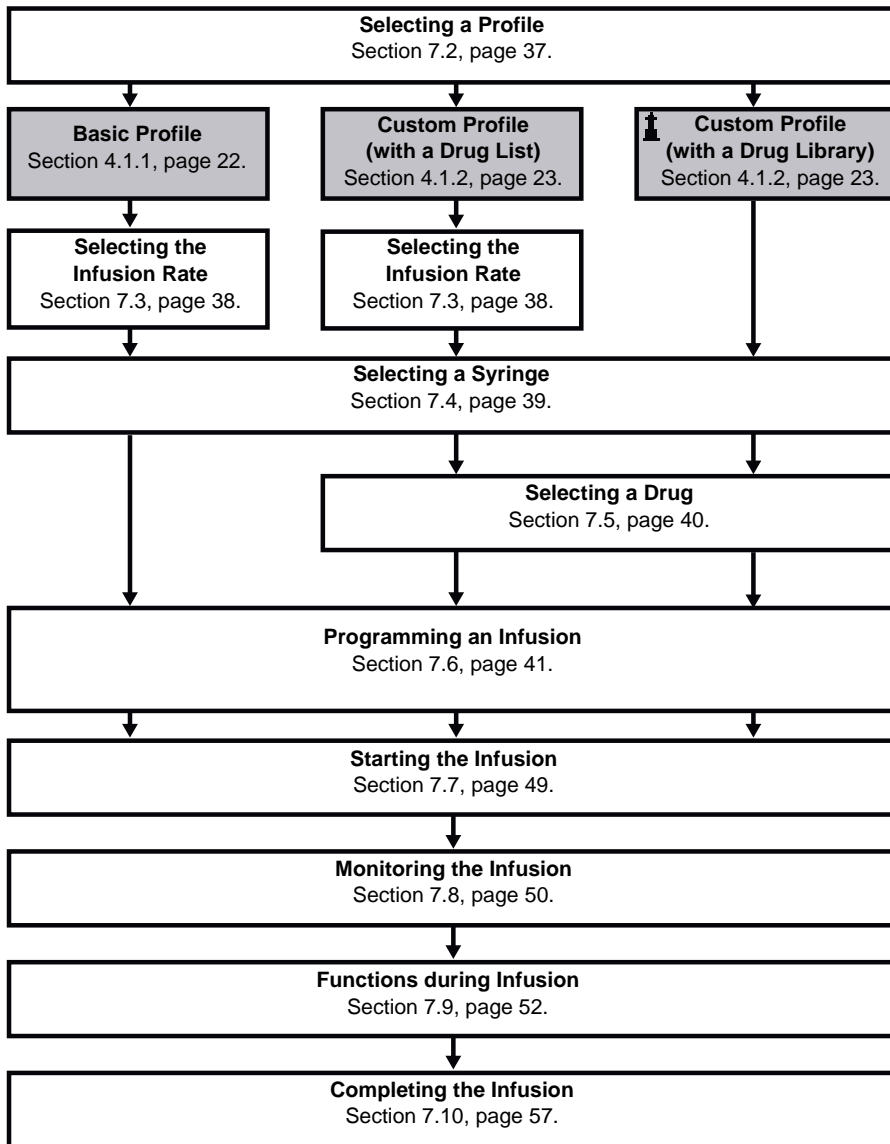 Selecting a Profile
Section 7.2, page 37.
Basic Profile
Section 4.1.1, page 22.
Custom Profile
(with a Drug List)
Section 4.1.2, page 23.
Custom Profile
(with a Drug Library)
Section 4.1.2, page 23.
Selecting the
Infusion Rate
Section 7.3, page 38.
Selecting the
Infusion Rate
Section 7.3, page 38.
Selecting a Syringe
Section 7.4, page 39.
Selecting a Drug
Section 7.5, page 40.
Programming an Infusion
Section 7.6, page 41.
Starting the Infusion
Section 7.7, page 49.
Monitoring the Infusion
Section 7.8, page 50.
Functions during Infusion
Section 7.9, page 52.
Completing the Infusion
Section 7.10, page 57.